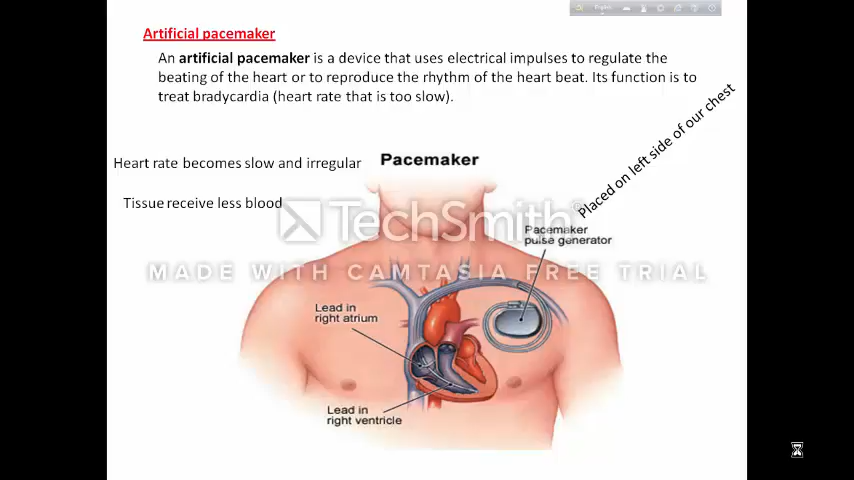 Artificial pacemaker
An artificial pacemaker is a device that uses electrical impulses to regulate the
beating of the heart or to reproduce the rhythm of the heart beat. Its function is to
treat bradycardia (heart rate that is too slow).
Placed on left side of our chest
Heart rate becomes slow and irregular
Pacemaker
Tissue receive less blood
TechSmith
Pacemaker
pulse generator
MADE WITH CAMTASIA FREE TRIAL
Lead in
right atrium
Lead in
right ventricle